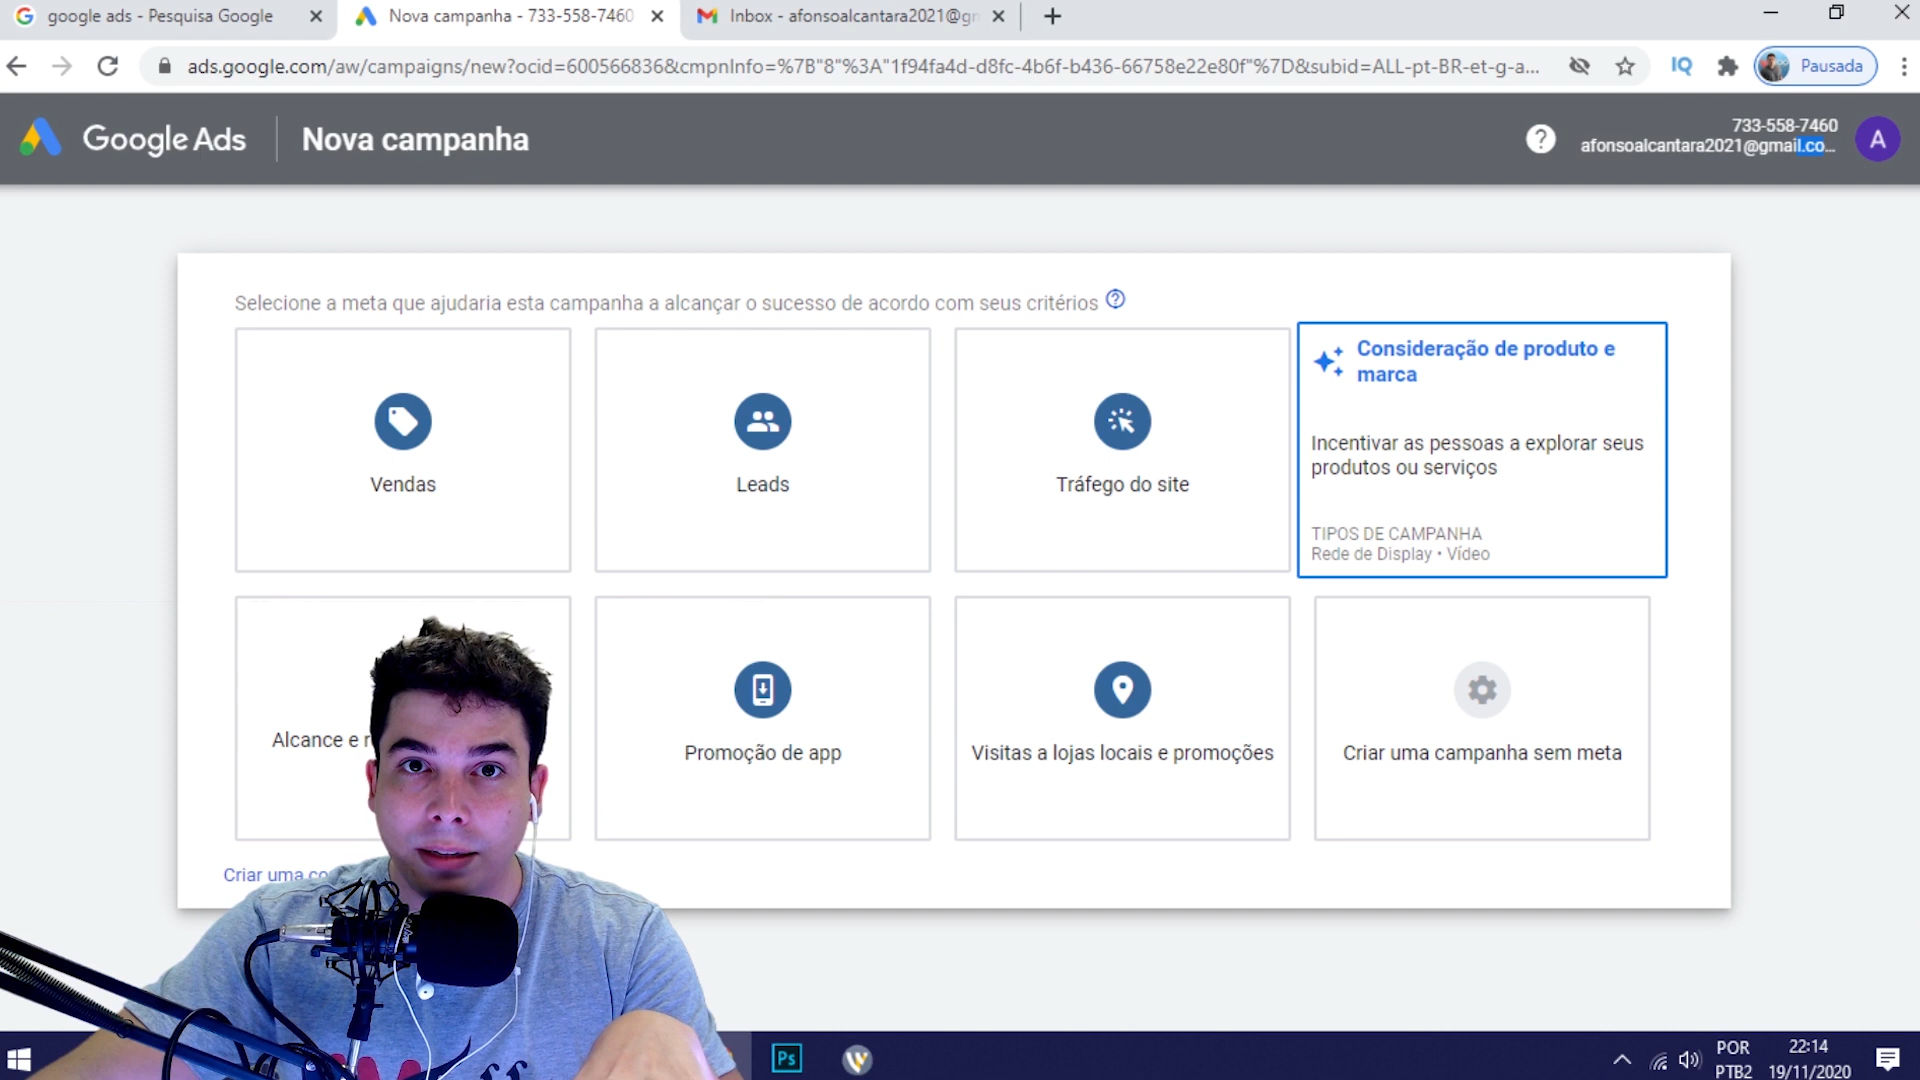 google ads - Pesquisa Google
Nova campanha - 733-558-7460
Inbox - afonsoalcantara2021@gn
ads.google.com/aw/campaigns/new?ocid=600566836&cmpnInfo=%7B"8"%3A"1f94fa4d-d8fc-4b6f-b436-66758e22e80f"%7D&subid=ALL-pt-BR-et-g-a...
IQ
Pausada
Google Ads
Nova campanha
733-558-7460
afonsoalcantara2021@gmail.co...
A
Selecione a meta que ajudaria esta campanha a alcançar o sucesso de acordo com seus critérios
Vendas
Leads
Tráfego do site
Consideração de produto e
marca
Incentivar as pessoas a explorar seus
produtos ou serviços
TIPOS DE CAMPANHA
Rede de Display • Vídeo
Alcance e
Promoção de app
Visitas a lojas locais e promoções
Criar uma campanha sem meta
Criar uma co
Ps
POR
PTB2
22:14
19/11/2020